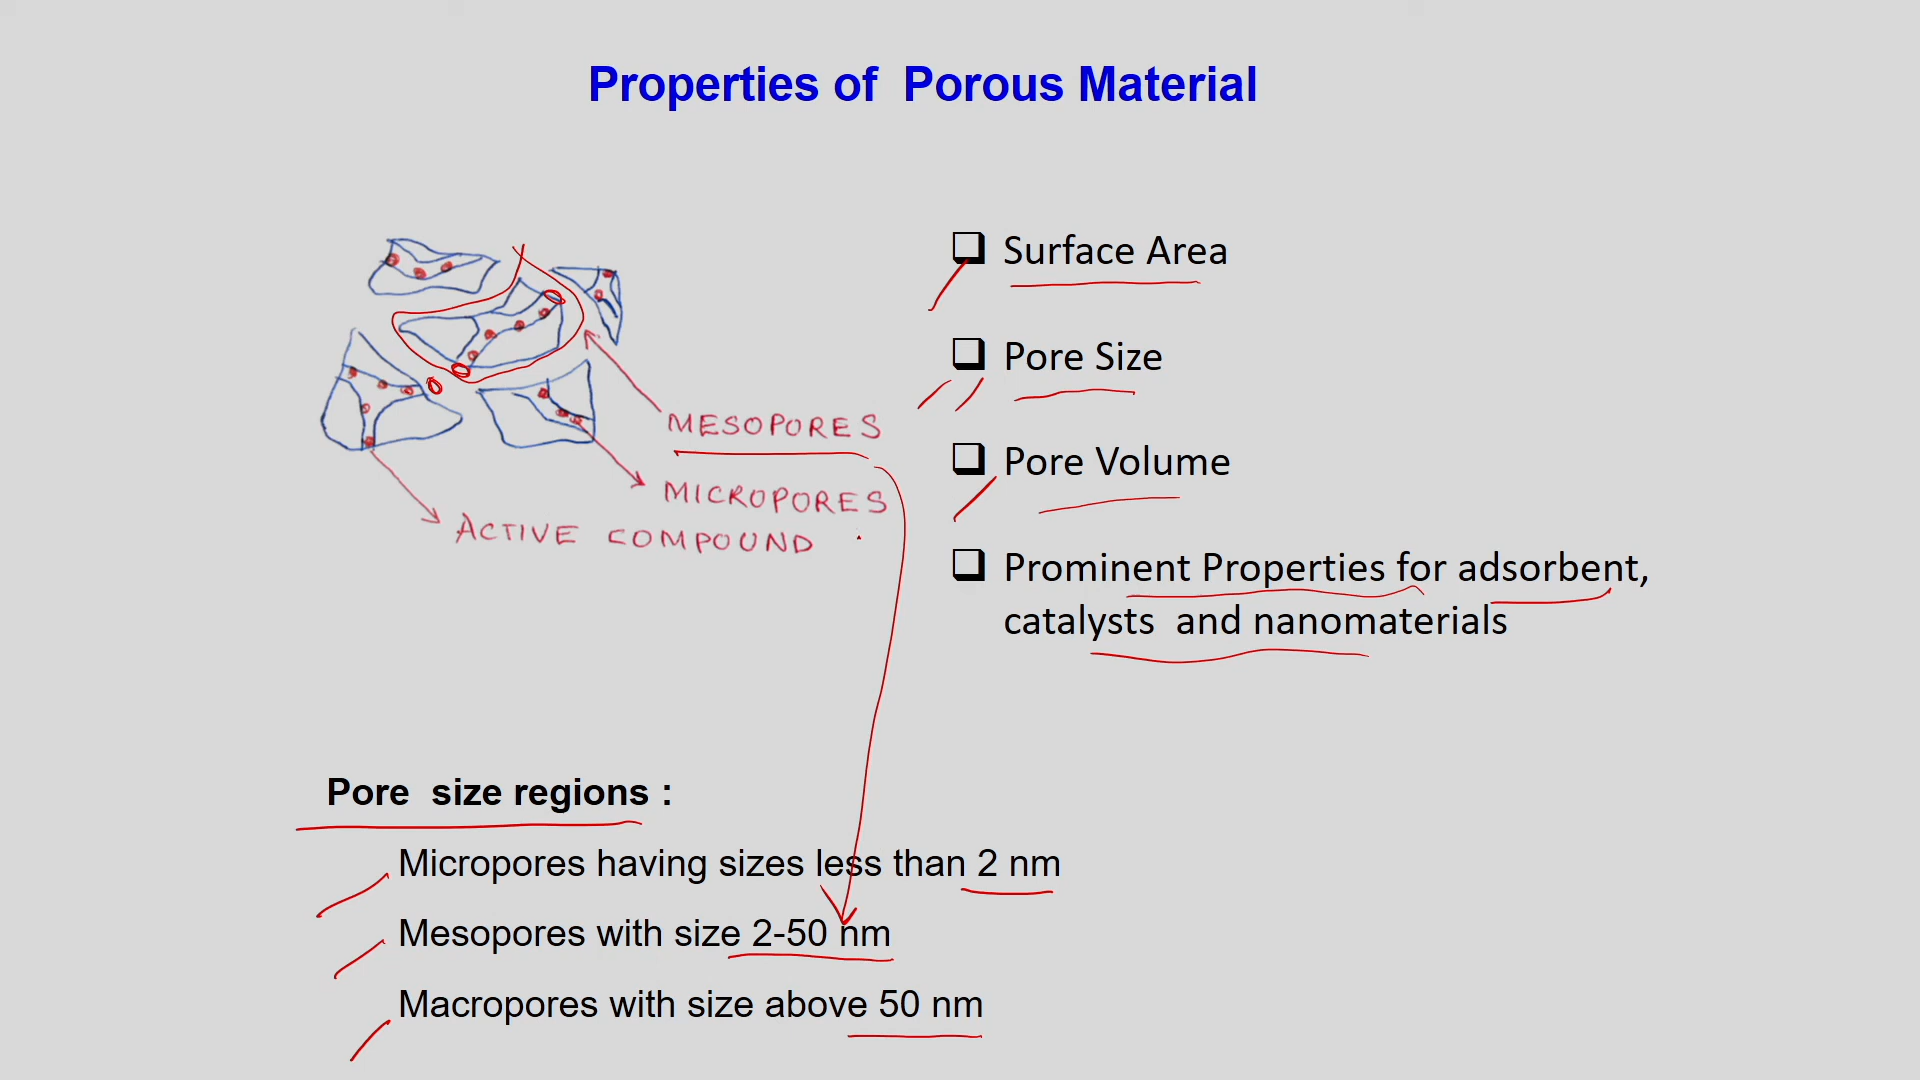 Properties of  Porous Material
MESOPORES
MICROPORES
ACTIVE COMPOUND
❑ Surface Area
❑ Pore Size
❑ Pore Volume
❑ Prominent Properties for adsorbent,
catalysts  and nanomaterials
Pore  size regions :
Micropores having sizes less than 2 nm
Mesopores with size 2-50 nm
Macropores with size above 50 nm